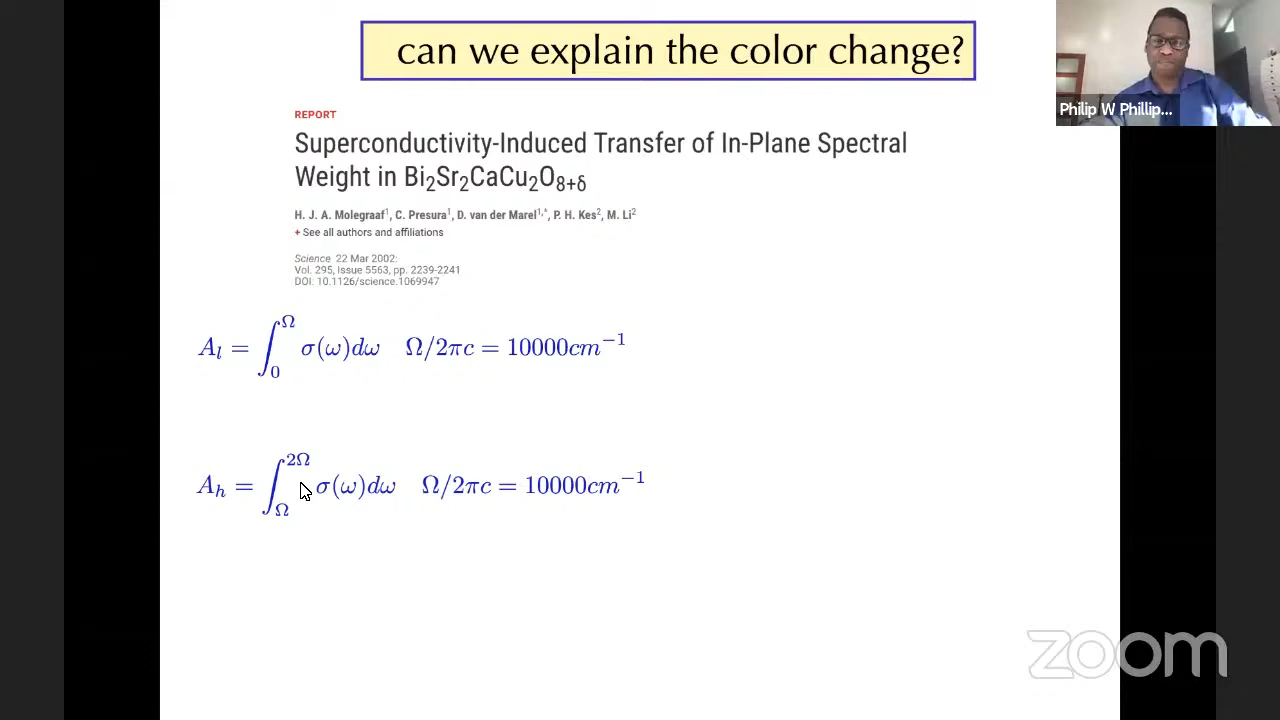 can we explain the color change?
Philip W Phillip...
REPORT
Superconductivity-Induced Transfer of In-Plane Spectral
Weight in Bi₂Sr₂CaCu₂O₈₊δ
H. J. A. Molegraaf¹, C. Presura¹, D. van der Marel¹,*, P. H. Kes², M. Li²
+ See all authors and affiliations
Science 22 Mar 2002:
Vol. 295, Issue 5563, pp. 2239-2241
DOI: 10.1126/science.1069947
A_l = ∫_0^Ω σ(ω)dω Ω/2πc = 10000cm⁻¹
A_h = ∫_Ω^{2Ω} σ(ω)dω Ω/2πc = 10000cm⁻¹
zoom